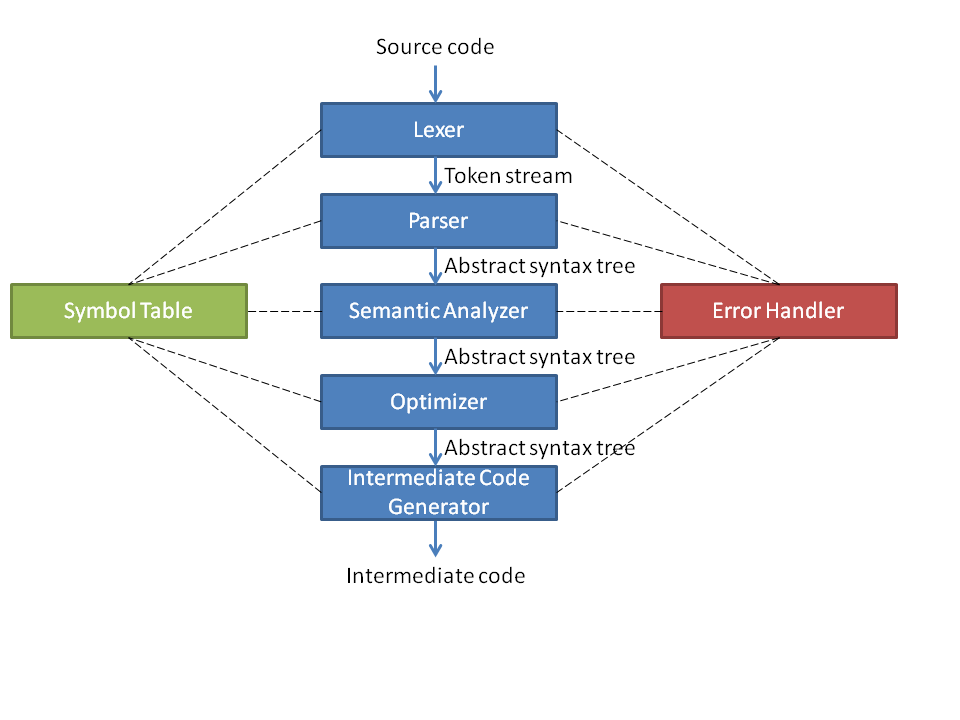 Source code
Lexer
Token stream
Parser
Abstract syntax tree
Symbol Table
Semantic Analyzer
Error Handler
Abstract syntax tree
Optimizer
Abstract syntax tree
Intermediate Code
Generator
Intermediate code